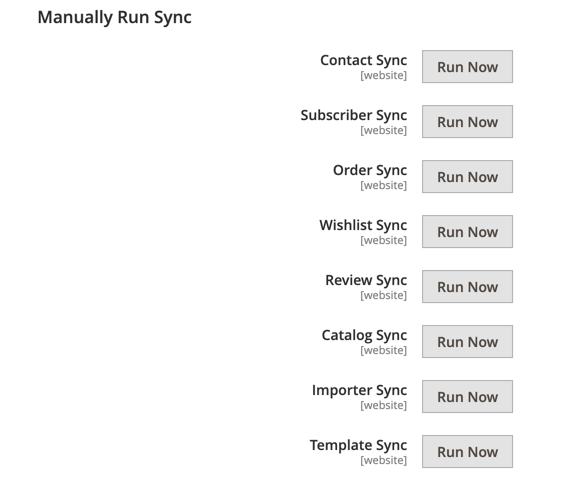 Manually Run Sync
Contact Sync
[website]
Run Now
Subscriber Sync
[website]
Run Now
Order Sync
[website]
Run Now
Wishlist Sync
[website]
Run Now
Review Sync
[website]
Run Now
Catalog Sync
[website]
Run Now
Importer Sync
[website]
Run Now
Template Sync
[website]
Run Now